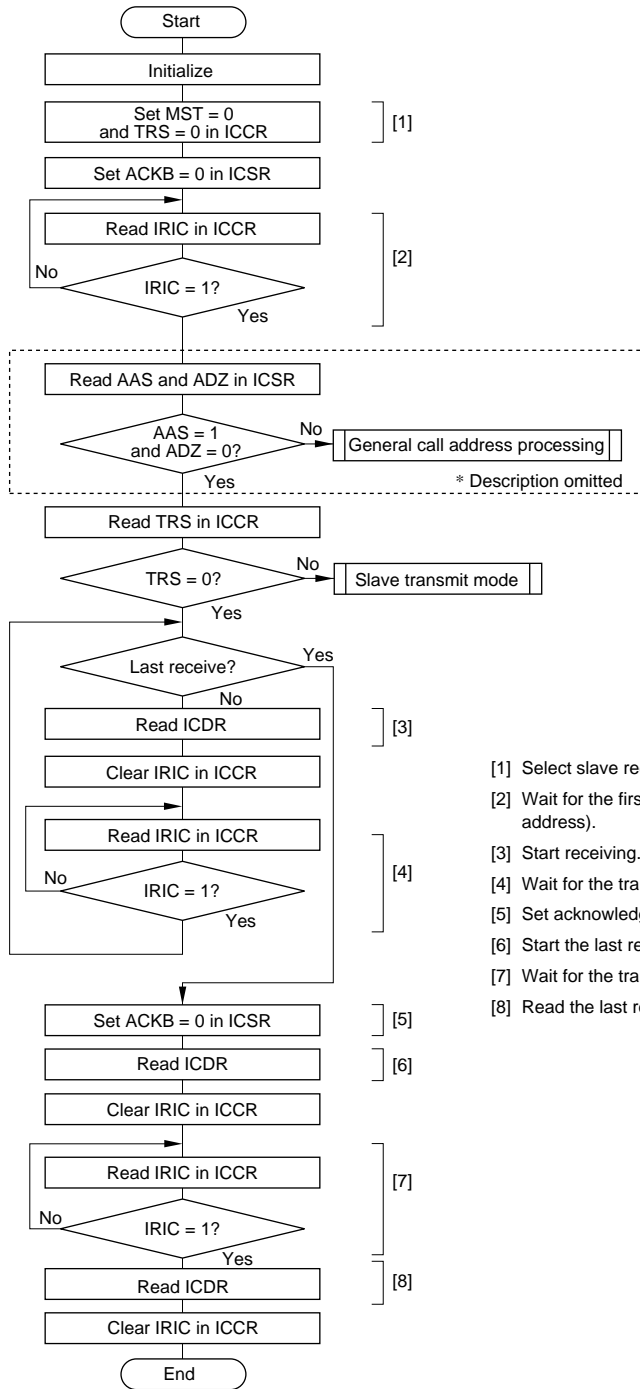 Start
Initialize
Set MST = 0
and TRS = 0 in ICCR
[1]
Set ACKB = 0 in ICSR
Read IRIC in ICCR
[2]
No
IRIC = 1?
Yes
Read AAS and ADZ in ICSR
AAS = 1
and ADZ = 0?
No
General call address processing
Yes
* Description omitted
Read TRS in ICCR
TRS = 0?
No
Slave transmit mode
Yes
Last receive?
Yes
No
Read ICDR
[3]
Clear IRIC in ICCR
Read IRIC in ICCR
[4]
No
IRIC = 1?
Yes
[1] Select slave re
[2] Wait for the firs
address).
[3] Start receiving.
[4] Wait for the tra
[5] Set acknowled
[6] Start the last re
[7] Wait for the tra
[8] Read the last re
Set ACKB = 0 in ICSR
[5]
Read ICDR
[6]
Clear IRIC in ICCR
Read IRIC in ICCR
[7]
No
IRIC = 1?
Yes
Read ICDR
[8]
Clear IRIC in ICCR
End